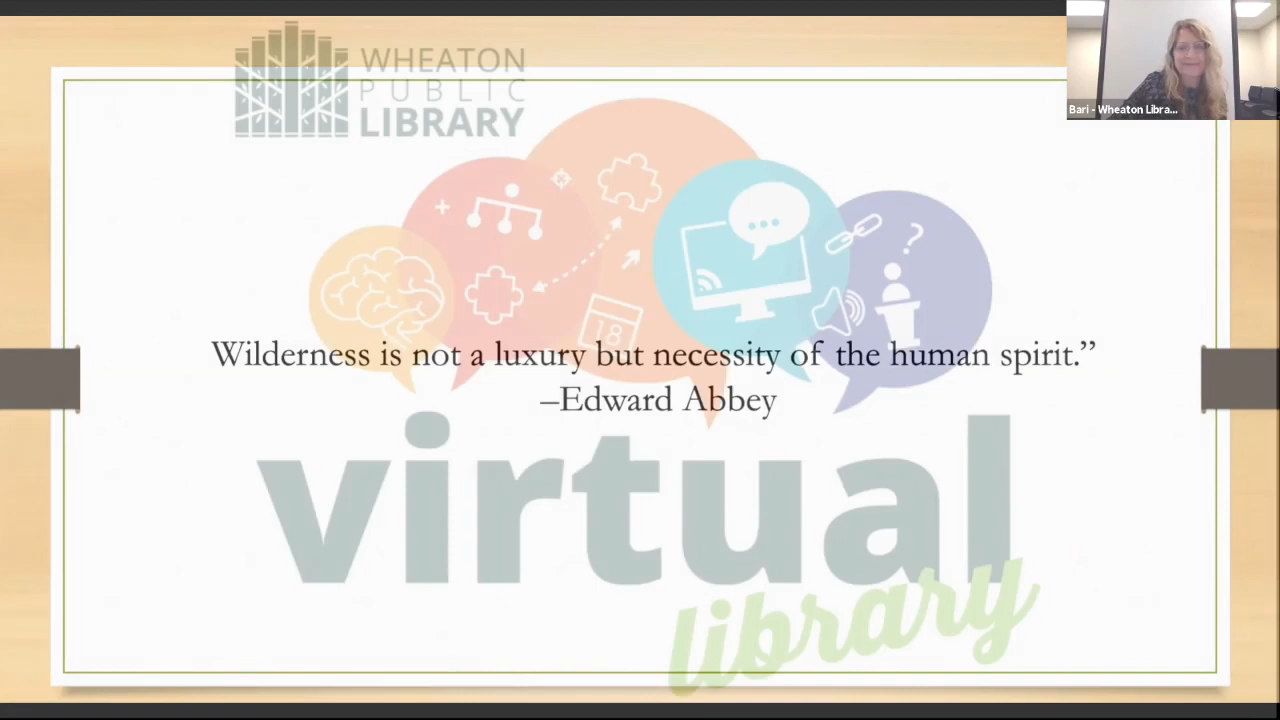 WHEATON
PUBLIC
LIBRARY
Bari - Wheaton Libra...
18
?
Wilderness is not a luxury but necessity of the human spirit.”
–Edward Abbey
virtual
library